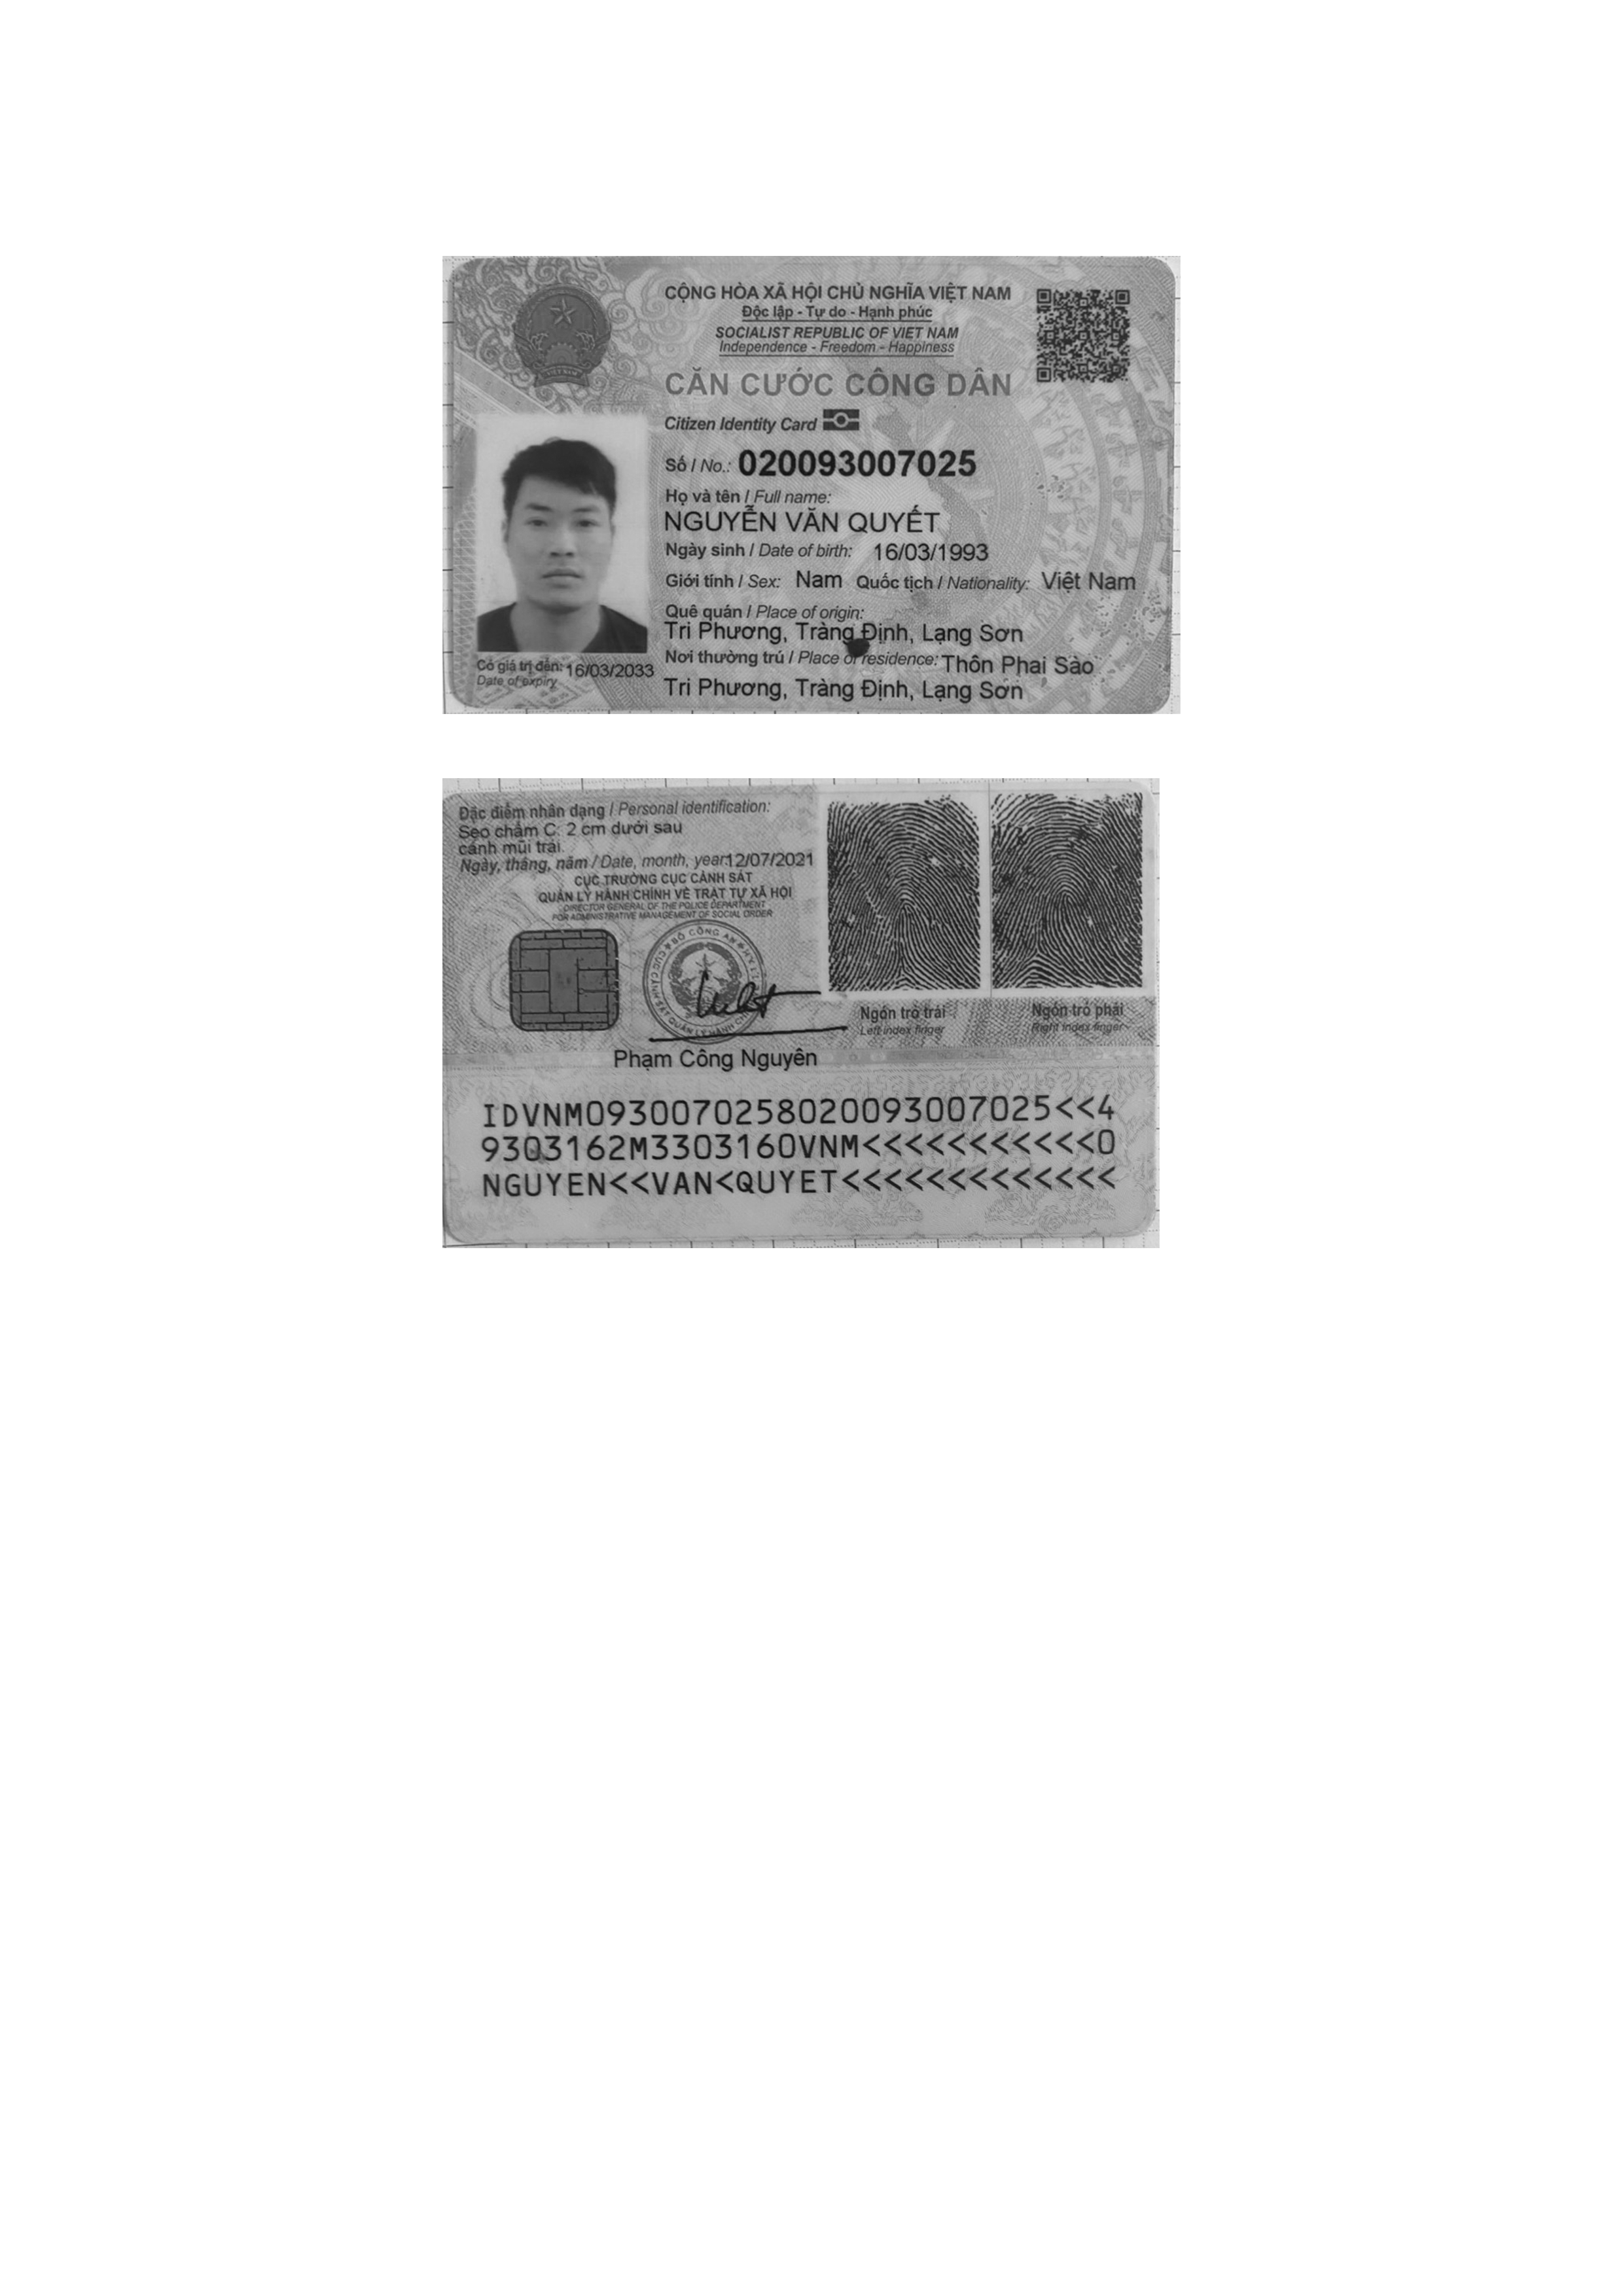 CỘNG HÒA XÃ HỘI CHỦ NGHĨA VIỆT NAM
Độc lập - Tự do - Hạnh phúc
SOCIALIST REPUBLIC OF VIET NAM
Independence - Freedom - Happiness
CĂN CƯỚC CÔNG DÂN
Citizen Identity Card
Số / No.: 020093007025
Họ và tên / Full name:
NGUYỄN VĂN QUYẾT
Ngày sinh / Date of birth: 16/03/1993
Giới tính / Sex: Nam Quốc tịch / Nationality: Việt Nam
Quê quán / Place of origin:
Tri Phương, Tràng Định, Lạng Sơn
Nơi thường trú / Place of residence: Thôn Phai Sào
Tri Phương, Tràng Định, Lạng Sơn
Có giá trị đến: 16/03/2033
Date of expiry
Đặc điểm nhân dạng / Personal identification:
Sẹo chấm C: 2 cm dưới sau
cánh mũi trái.
Ngày, tháng, năm / Date, month, year: 12/07/2021
CỤC TRƯỞNG CỤC CẢNH SÁT
QUẢN LÝ HÀNH CHÍNH VỀ TRẬT TỰ XÃ HỘI
DIRECTOR GENERAL OF THE POLICE DEPARTMENT
FOR ADMINISTRATIVE MANAGEMENT OF SOCIAL ORDER
BỘ CÔNG AN
Ngón trỏ trái
Left index finger
Ngón trỏ phải
Right index finger
Phạm Công Nguyên
IDVNM0930070258020093007025<<4
9303162M3303160VNM<<<<<<<<<<<0
NGUYEN<<VAN<QUYET<<<<<<<<<<<<<